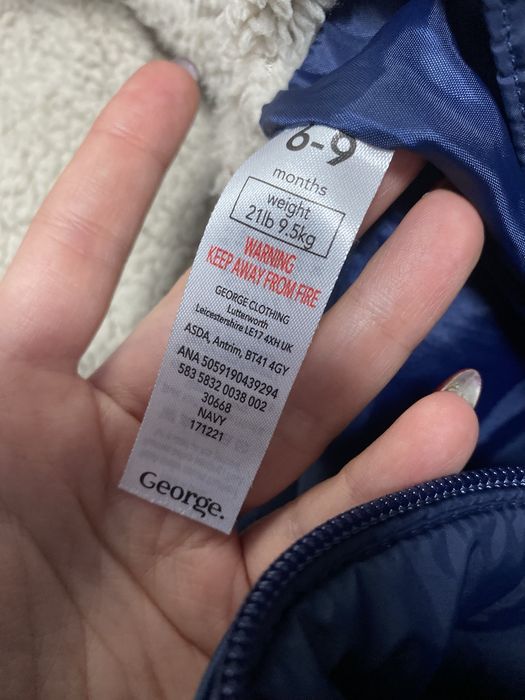 6-9
months
weight
21lb 9.5kg
WARNING
KEEP AWAY FROM FIRE
GEORGE CLOTHING
Lutterworth
Leicestershire LE17 4XH UK
ASDA, Antrim, BT41 4GY
ANA 5059190439294
583 5832 003B 002
30668
NAVY
171221
George.